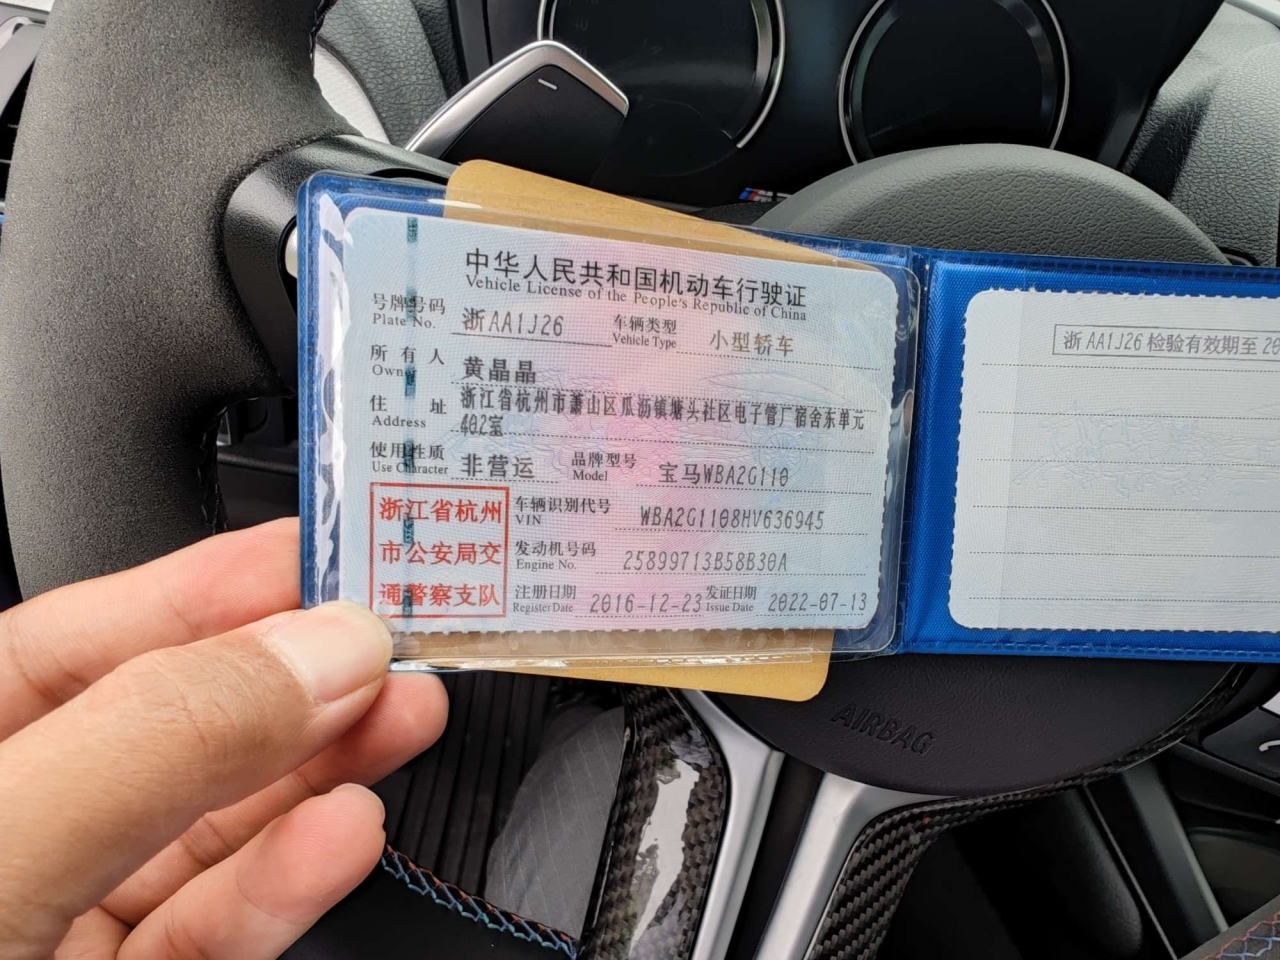 中华人民共和国机动车行驶证
Vehicle License of the People's Republic of China
号牌号码 浙AA1J26 车辆类型 小型轿车
Plate No. Vehicle Type
所有人 黄晶晶
Owner
住址 浙江省杭州市萧山区瓜沥镇塘头社区电子管厂宿舍东单元
Address 402室
使用性质 非营运 品牌型号 宝马WBA2G110
Use Character Model
浙江省杭州 车辆识别代号 WBA2G1108HV636945
VIN
市公安局交 发动机号码 25899713B58B30A
Engine No.
通警察支队 注册日期 2016-12-23 发证日期 2022-07-13
Register Date Issue Date
浙AA1J26 检验有效期至 20
AIRBAG